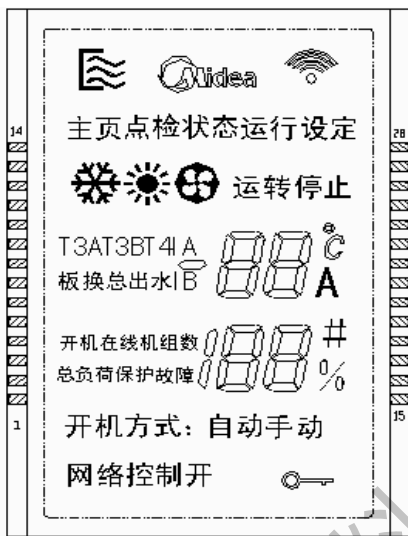 Midea
主页点检状态运行设定
14
28
运转停止
T3AT3BT4IA 88 °C
板换总出水IB A
开机在线机组数 188 #
总负荷保护故障 %
1
15
开机方式：自动手动
网络控制开